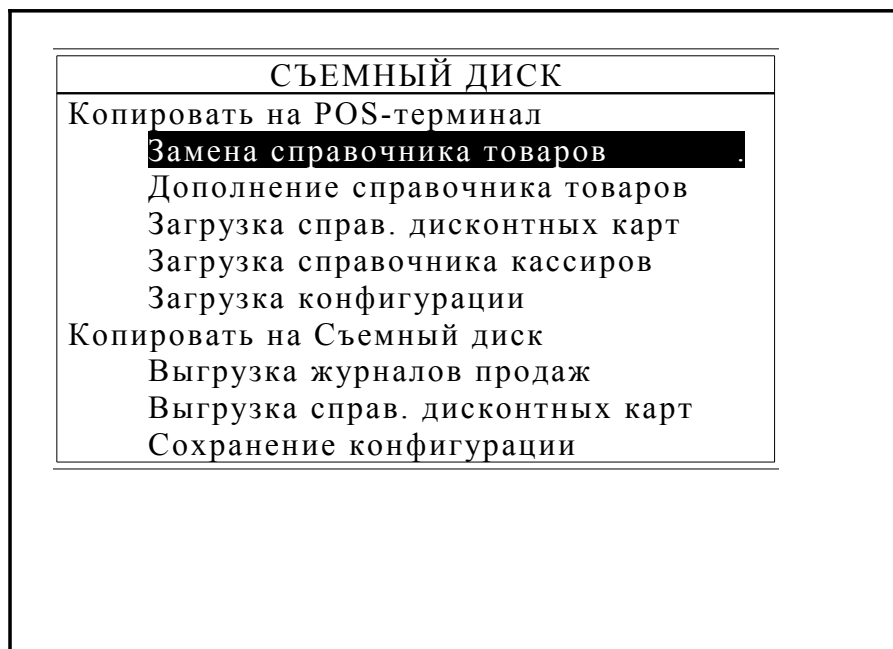 СЪЕМНЫЙ ДИСК
Копировать на POS-терминал
Замена справочника товаров .
Дополнение справочника товаров
Загрузка справ. дисконтных карт
Загрузка справочника кассиров
Загрузка конфигурации
Копировать на Съемный диск
Выгрузка журналов продаж
Выгрузка справ. дисконтных карт
Сохранение конфигурации